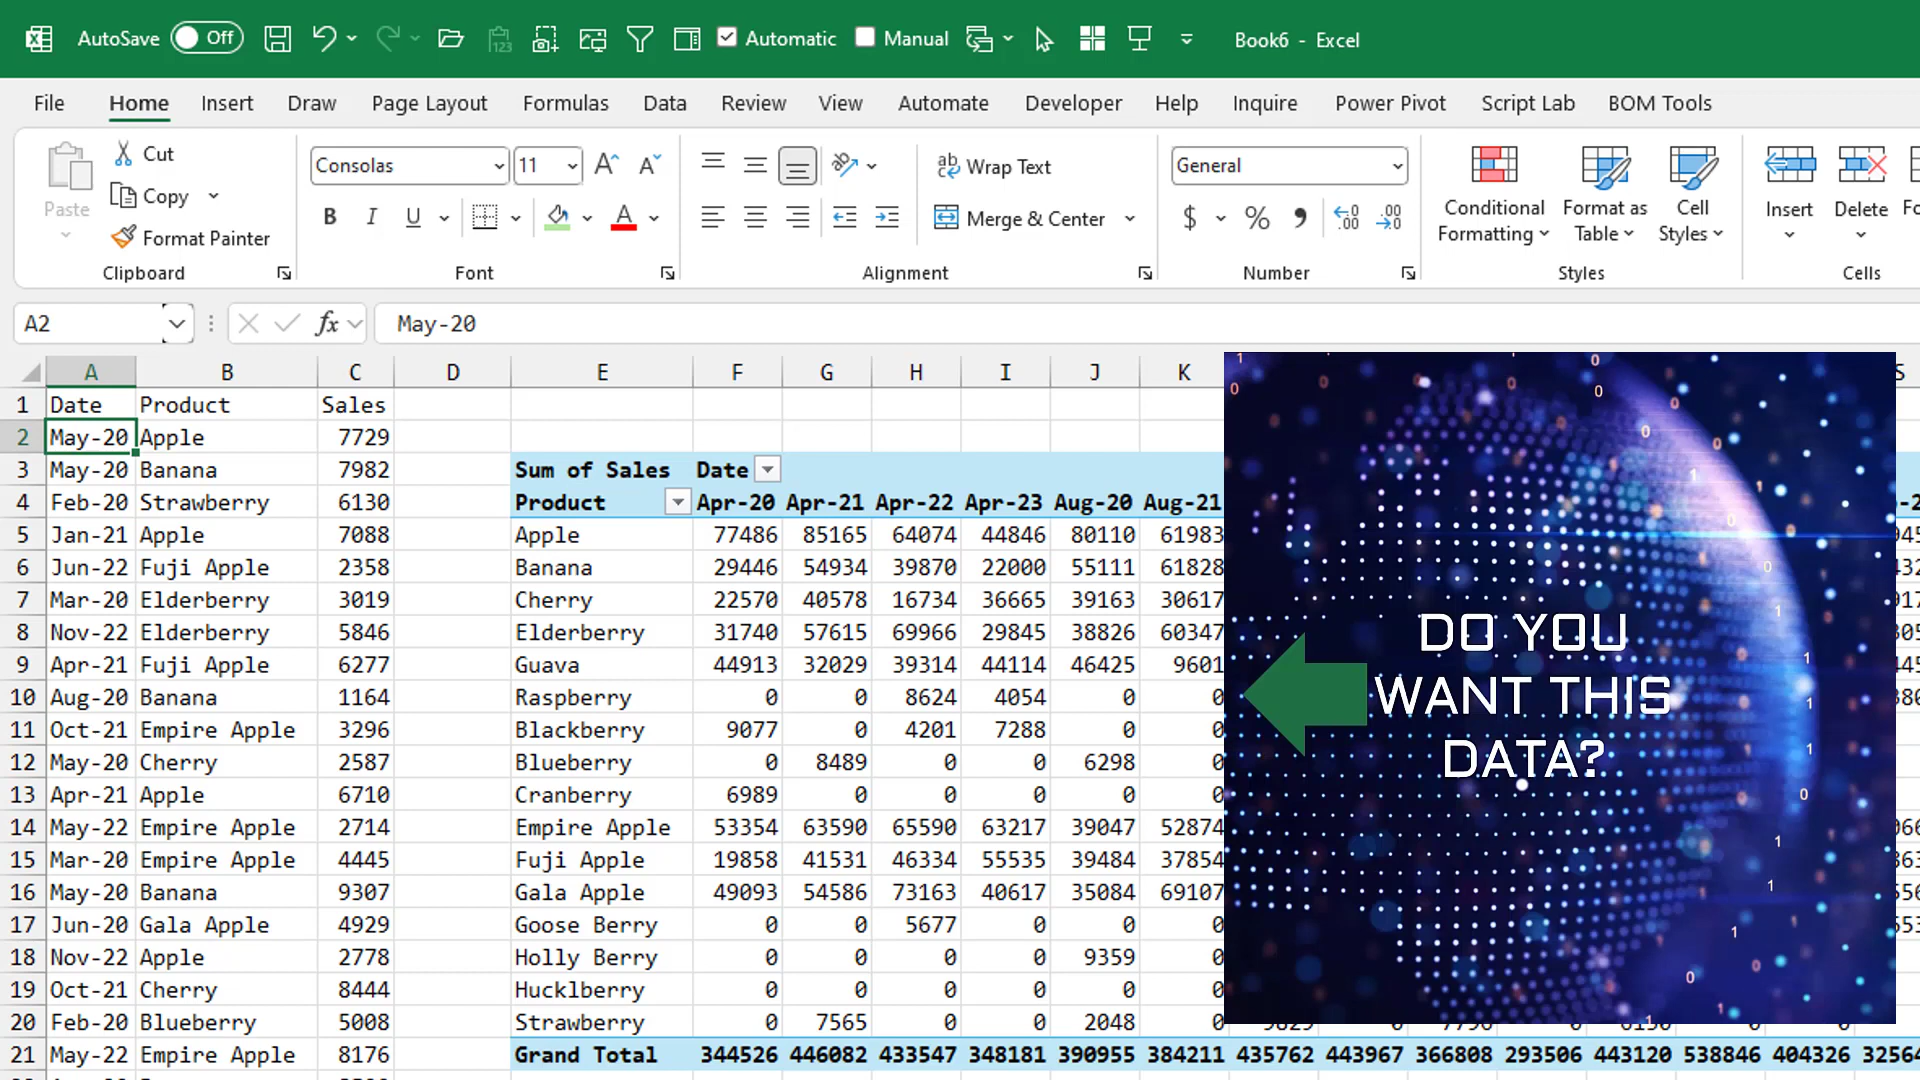 AutoSave Off Automatic Manual Book6 - Excel
File Home Insert Draw Page Layout Formulas Data Review View Automate Developer Help Inquire Power Pivot Script Lab BOM Tools
Paste Cut Copy Format Painter
Consolas 11
B I U
Wrap Text
Merge & Center
General
$ %
Conditional Formatting
Format as Table
Cell Styles
Insert
Delete
Clipboard Font Alignment Number Styles Cells
A2 fx May-20
A B C D E F G H I J K S
1 Date Product Sales
2 May-20 Apple 7729
3 May-20 Banana 7982 Sum of Sales Date
4 Feb-20 Strawberry 6130 Product Apr-20 Apr-21 Apr-22 Apr-23 Aug-20 Aug-21
5 Jan-21 Apple 7088 Apple 77486 85165 64074 44846 80110 61983
6 Jun-22 Fuji Apple 2358 Banana 29446 54934 39870 22000 55111 61828
7 Mar-20 Elderberry 3019 Cherry 22570 40578 16734 36665 39163 30617
8 Nov-22 Elderberry 5846 Elderberry 31740 57615 69966 29845 38826 60347
9 Apr-21 Fuji Apple 6277 Guava 44913 32029 39314 44114 46425 9601
10 Aug-20 Banana 1164 Raspberry 0 0 8624 4054 0 0
11 Oct-21 Empire Apple 3296 Blackberry 9077 0 4201 7288 0 0
12 May-20 Cherry 2587 Blueberry 0 8489 0 0 6298 0
13 Apr-21 Apple 6710 Cranberry 6989 0 0 0 0 0
14 May-22 Empire Apple 2714 Empire Apple 53354 63590 65590 63217 39047 52874
15 Mar-20 Empire Apple 4445 Fuji Apple 19858 41531 46334 55535 39484 37854
16 May-20 Banana 9307 Gala Apple 49093 54586 73163 40617 35084 69107
17 Jun-20 Gala Apple 4929 Goose Berry 0 0 5677 0 0 0
18 Nov-22 Apple 2778 Holly Berry 0 0 0 0 9359 0
19 Oct-21 Cherry 8444 Hucklberry 0 0 0 0 0 0
20 Feb-20 Blueberry 5008 Strawberry 0 7565 0 0 2048 0
21 May-22 Empire Apple 8176 Grand Total 344526 446082 433547 348181 390955 384211 435762 443967 366808 293506 443120 538846 404326
DO YOU
WANT THIS
DATA?